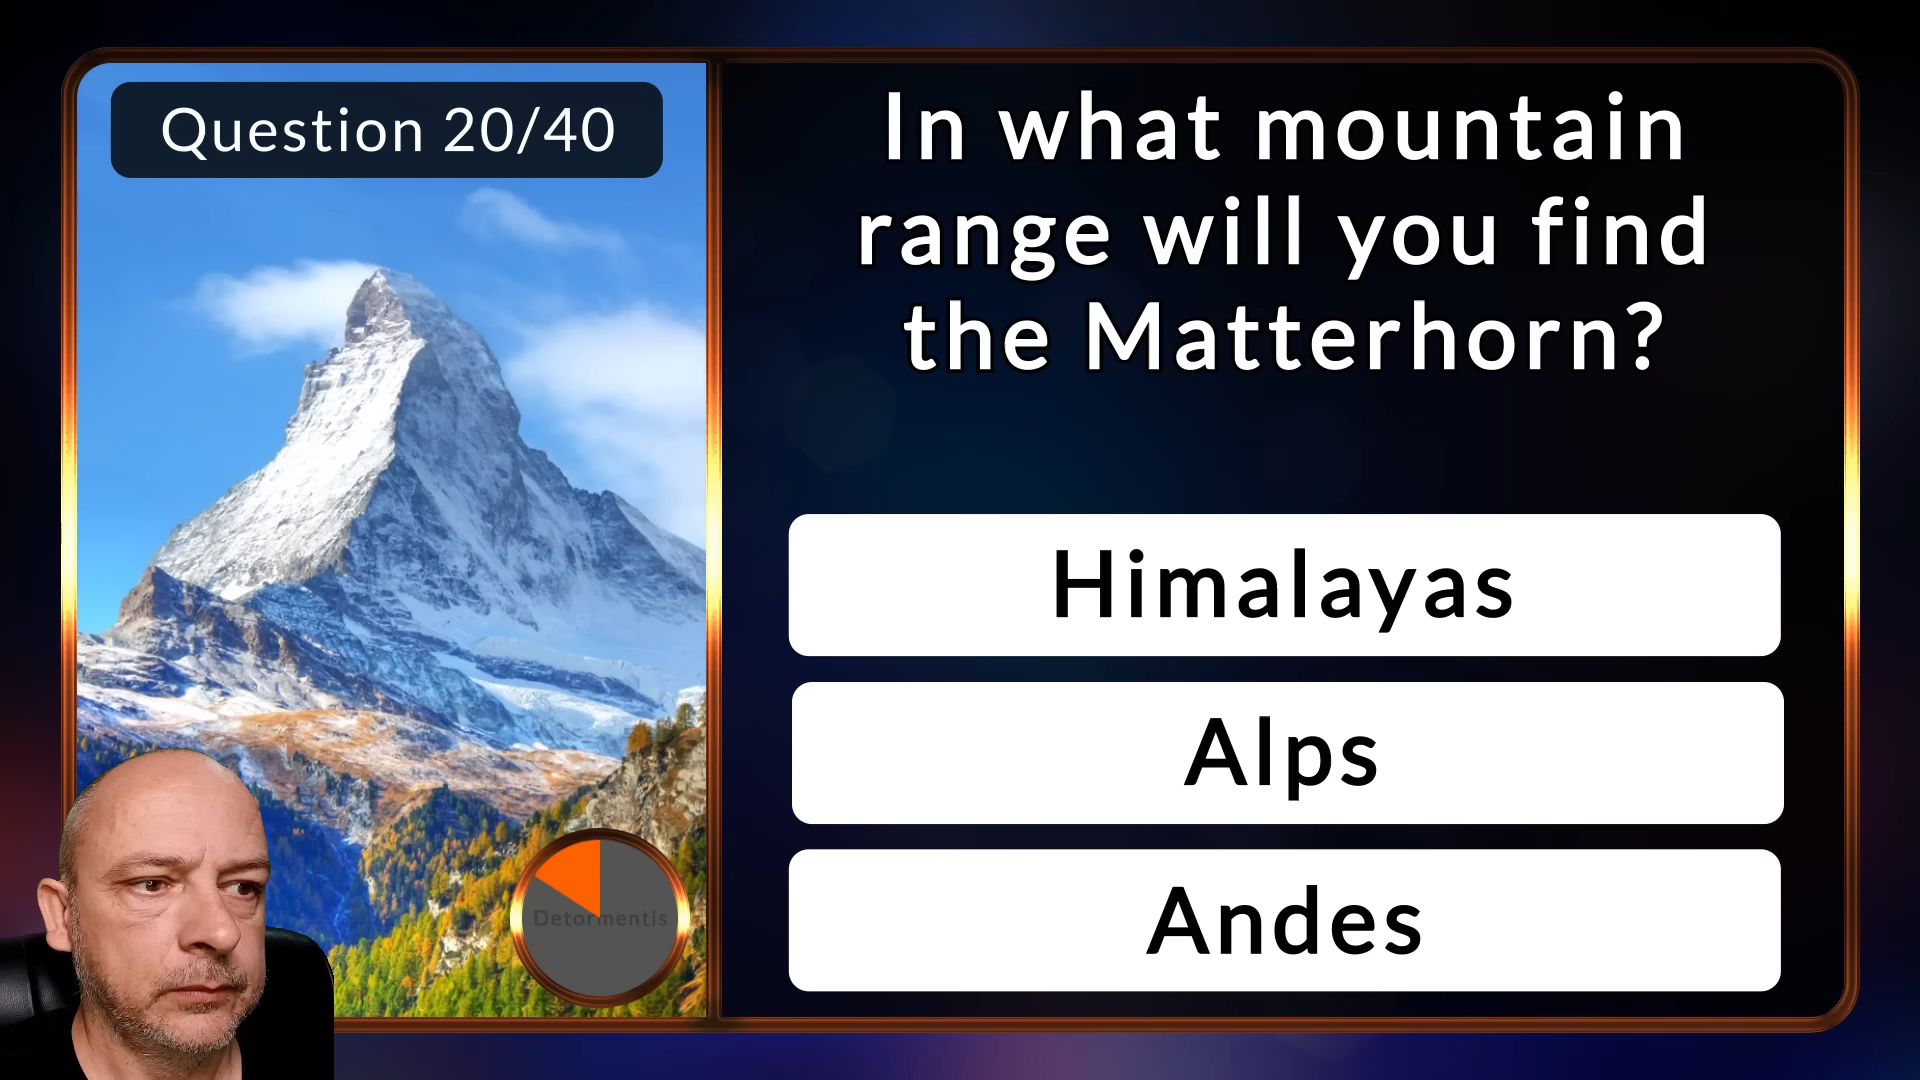 Question 20/40
In what mountain
range will you find
the Matterhorn?
Himalayas
Alps
Andes
Detormentis